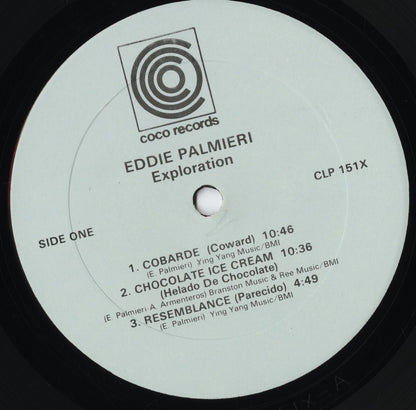 coco records
EDDIE PALMIERI
Exploration
CLP 151X
SIDE ONE
1. COBARDE (Coward) 10:46
(E. Palmieri) Ying Yang Music/BMI
2. CHOCOLATE ICE CREAM 10:36
(Helado De Chocolate)
(E. Palmieri-A. Armenteros) Branston Music & Ree Music/BMI
3. RESEMBLANCE (Parecido) 4:49
(E. Palmieri) Ying Yang Music/BMI